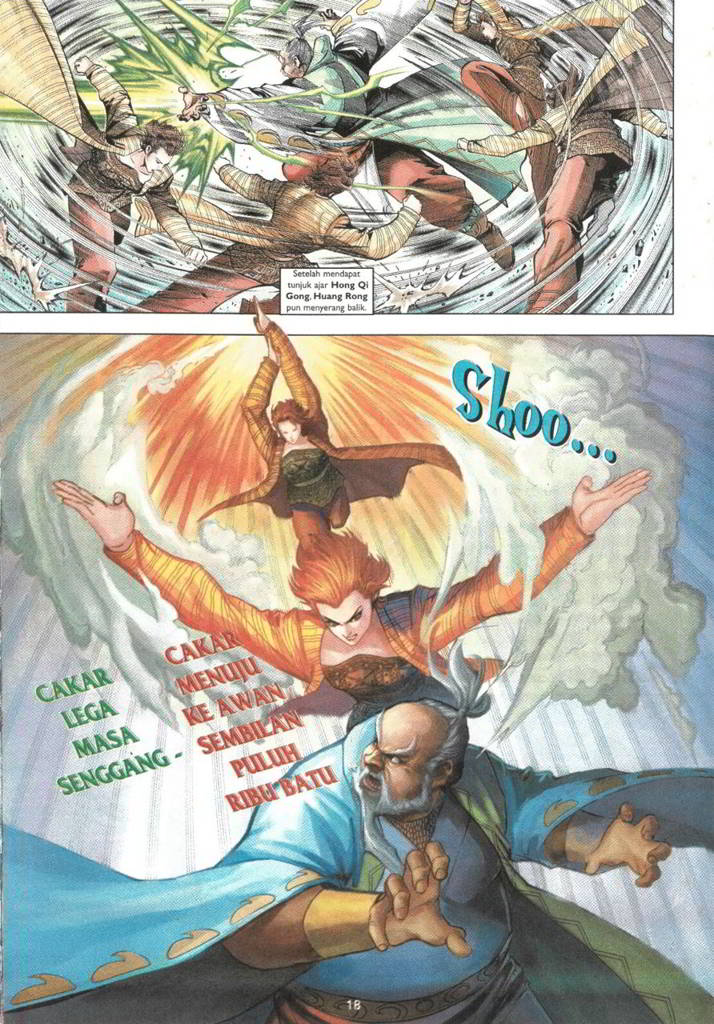 Setelah mendapat
tunjuk ajar Hong Qi
Gong, Huang Rong
pun menyerang balik.
Shoo...
CAKAR
LEGA
MASA
SENGGANG -
CAKAR
MENUJU
KE AWAN
SEMBILAN
PULUH
RIBU BATU
18